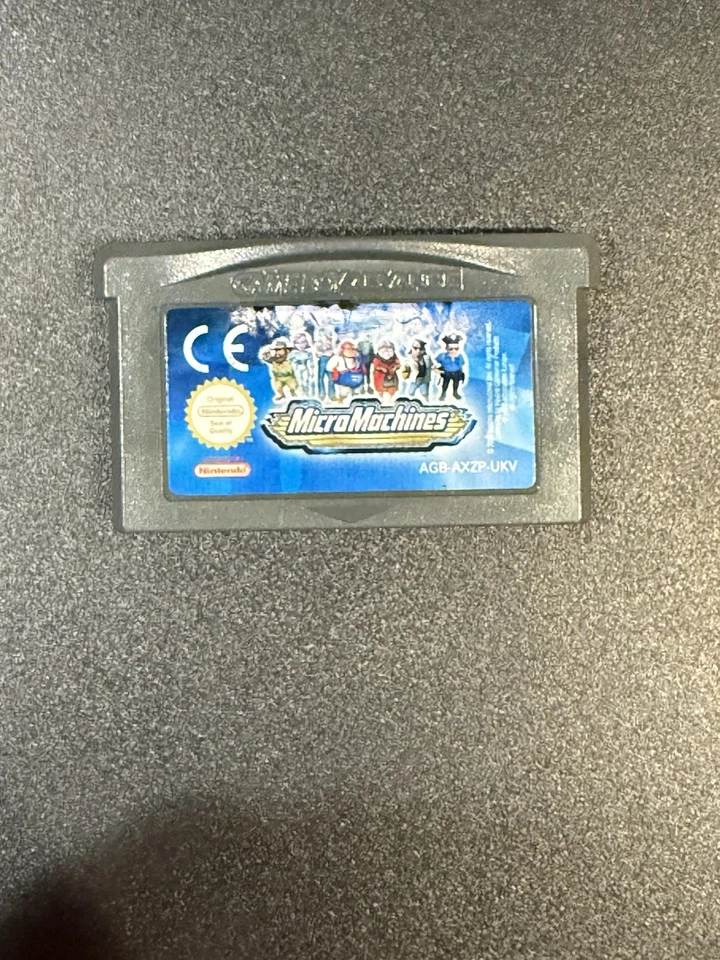 GAME BOY ADVANCE
CE
Original
Nintendo
Seal of
Quality
MicroMachines
Nintendo
AGB-AXZP-UKV